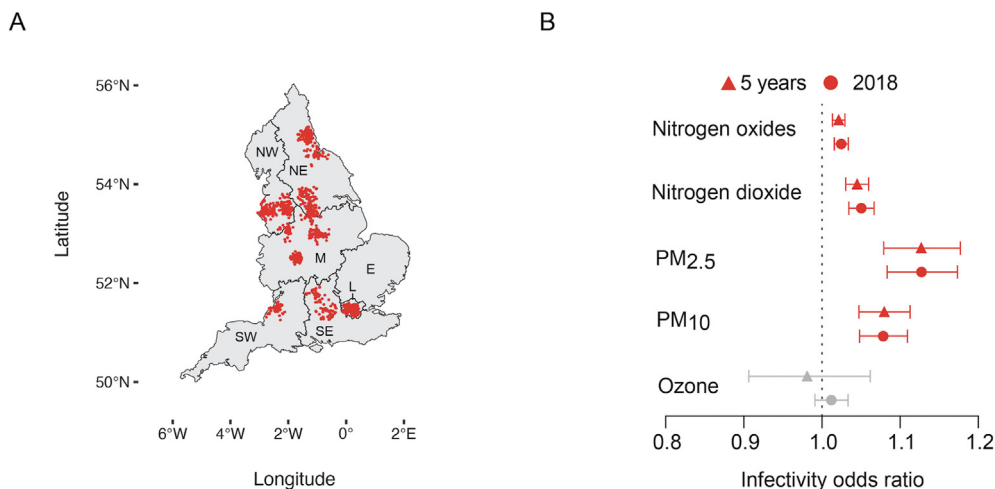 A
B
56°N
54°N
52°N
50°N
Latitude
NW
NE
M
E
L
SW
SE
6°W
4°W
2°W
0°
2°E
Longitude
5 years
2018
Nitrogen oxides
Nitrogen dioxide
PM2.5
PM10
Ozone
0.8
0.9
1.0
1.1
1.2
Infectivity odds ratio